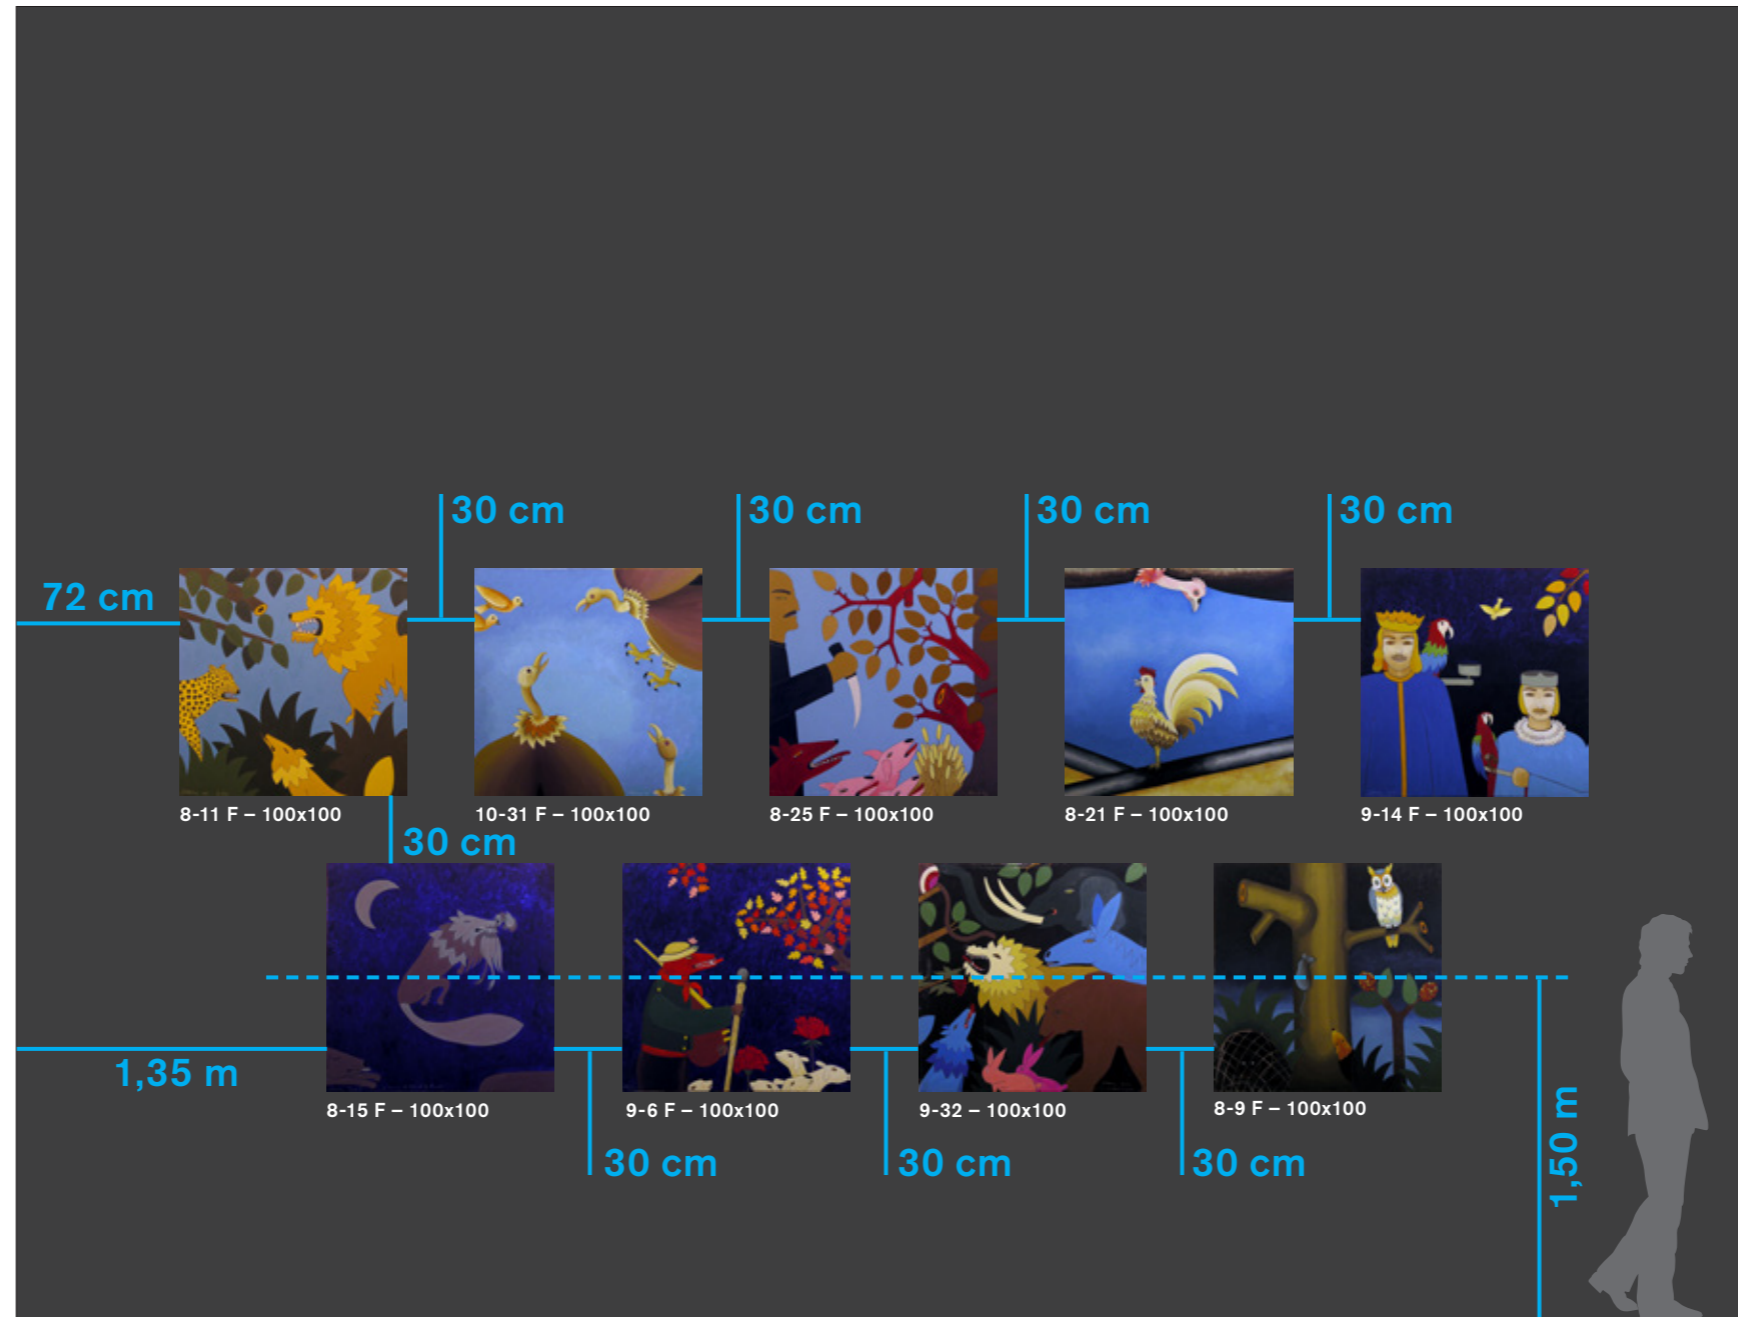 30 cm
30 cm
30 cm
30 cm
72 cm
8-11 F – 100x100
10-31 F – 100x100
8-25 F – 100x100
8-21 F – 100x100
9-14 F – 100x100
30 cm
1,35 m
8-15 F – 100x100
9-6 F – 100x100
9-32 – 100x100
8-9 F – 100x100
30 cm
30 cm
30 cm
1,50 m